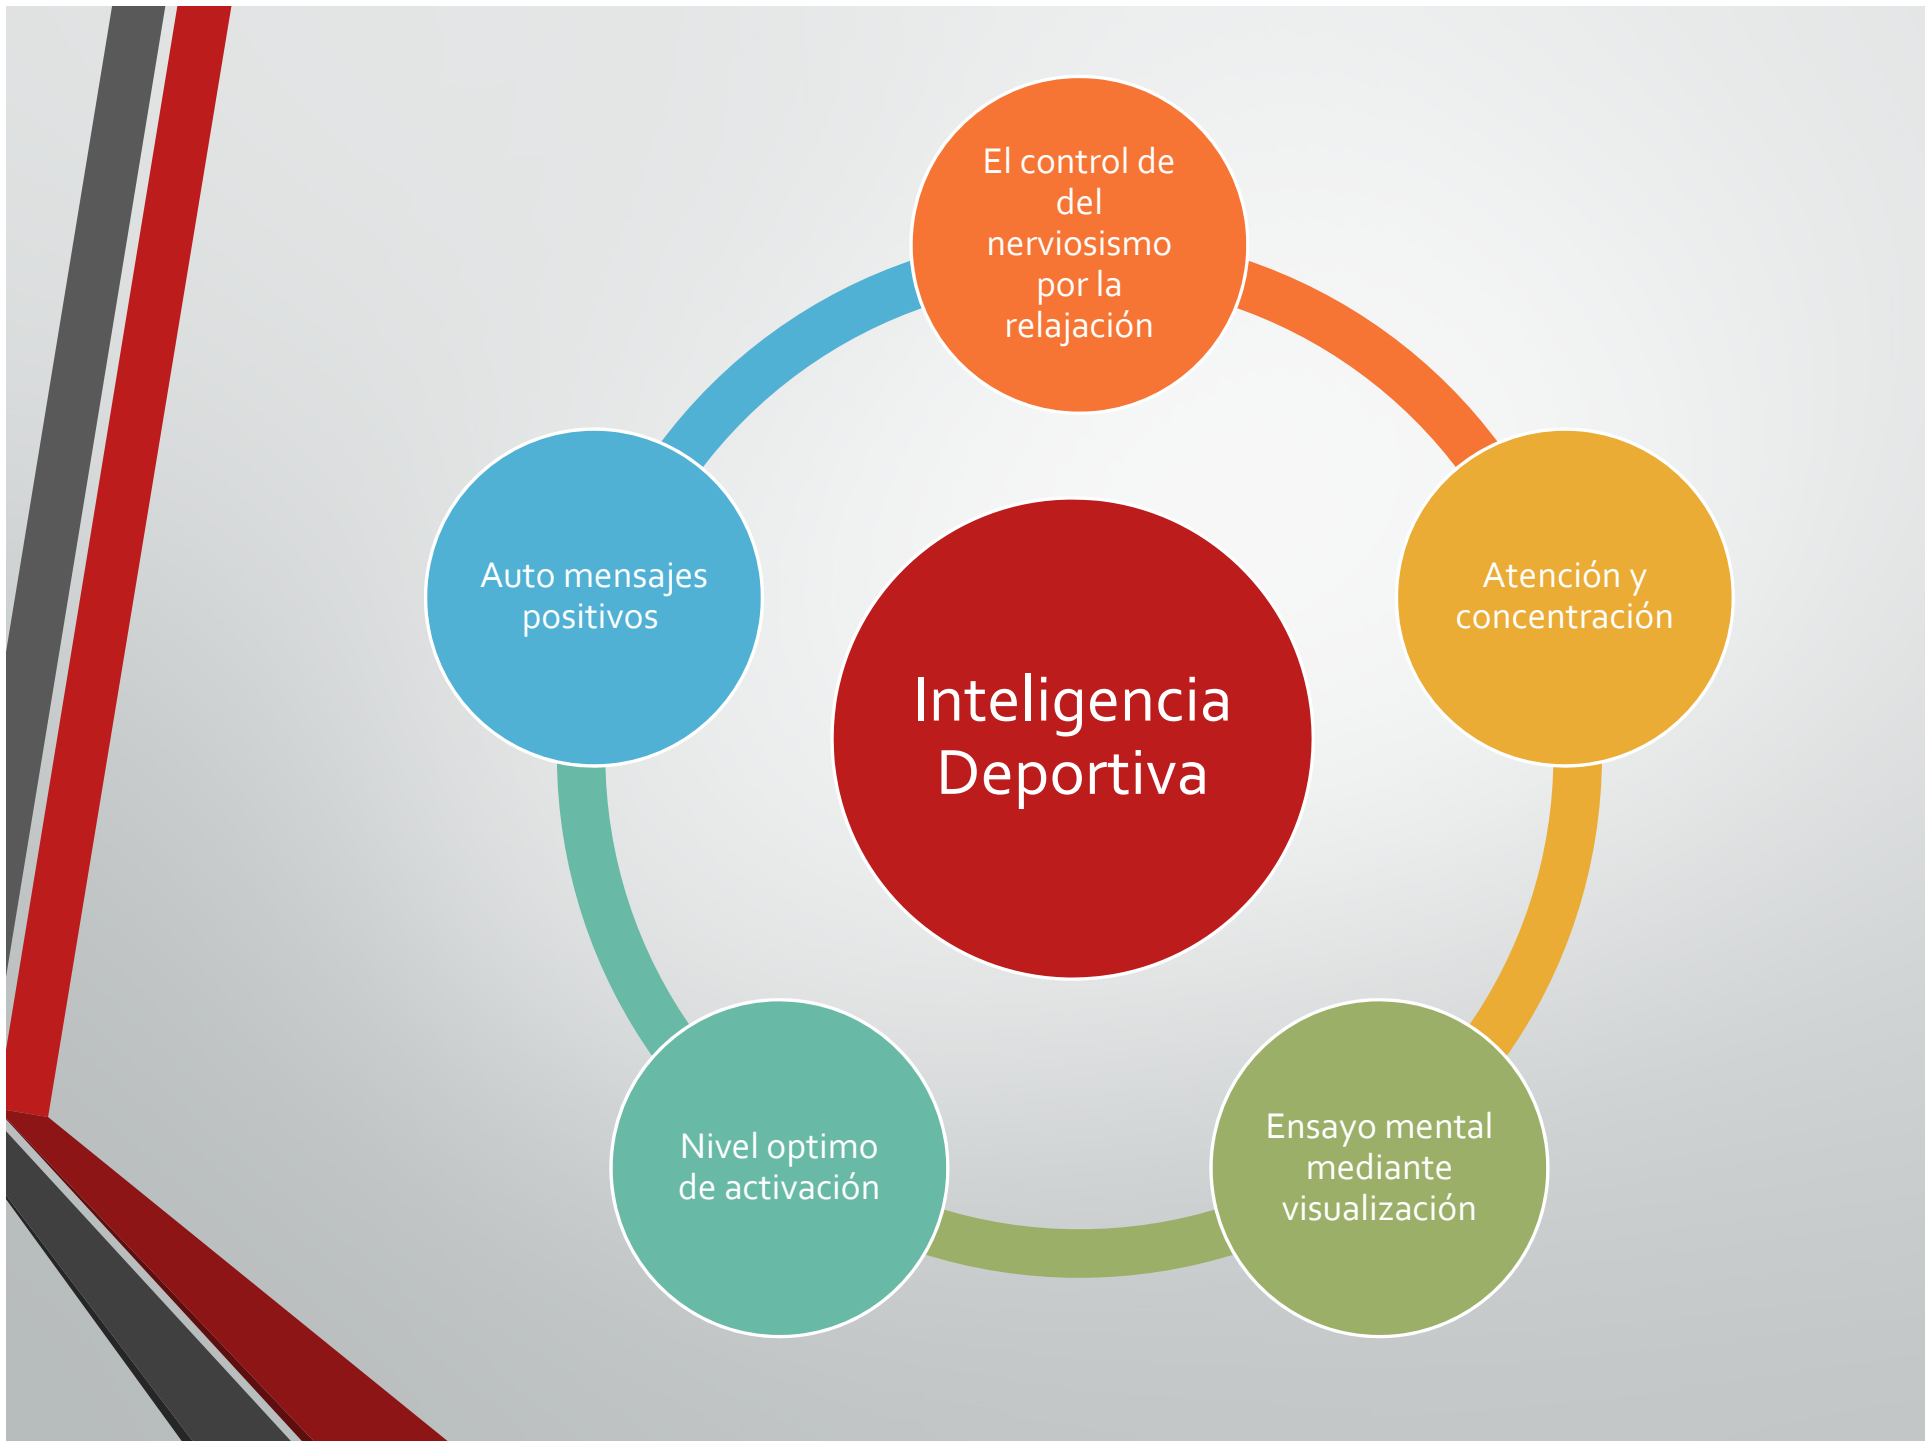 El control de
del
nerviosismo
por la
relajación
Atención y
concentración
Ensayo mental
mediante
visualización
Nivel optimo
de activación
Auto mensajes
positivos
Inteligencia
Deportiva